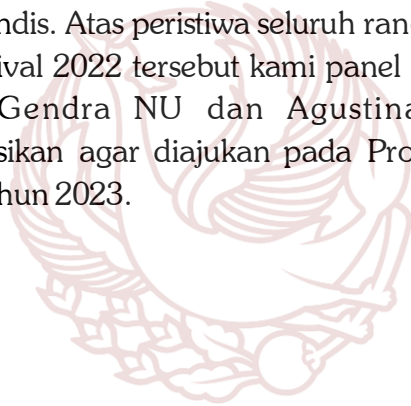 ndis. Atas peristiwa seluruh ran
ival 2022 tersebut kami panel
Gendra NU dan Agustina
sikan agar diajukan pada Pro
hun 2023.